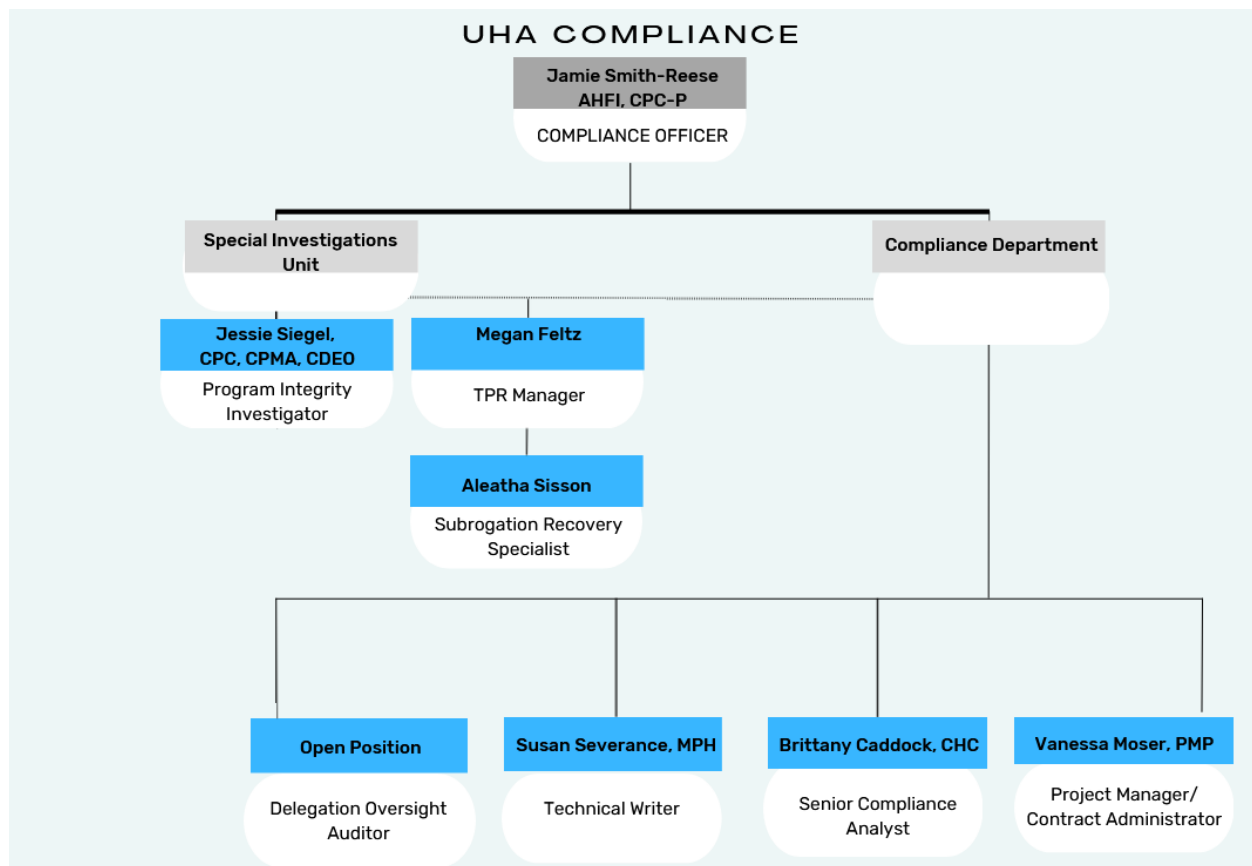 UHA COMPLIANCE
Jamie Smith-Reese
AHFI, CPC-P
COMPLIANCE OFFICER
Special Investigations
Unit
Compliance Department
Jessie Siegel,
CPC, CPMA, CDEO
Program Integrity
Investigator
Megan Feltz
TPR Manager
Aleatha Sisson
Subrogation Recovery
Specialist
Open Position
Delegation Oversight
Auditor
Susan Severance, MPH
Technical Writer
Brittany Caddock, CHC
Senior Compliance
Analyst
Vanessa Moser, PMP
Project Manager/
Contract Administrator